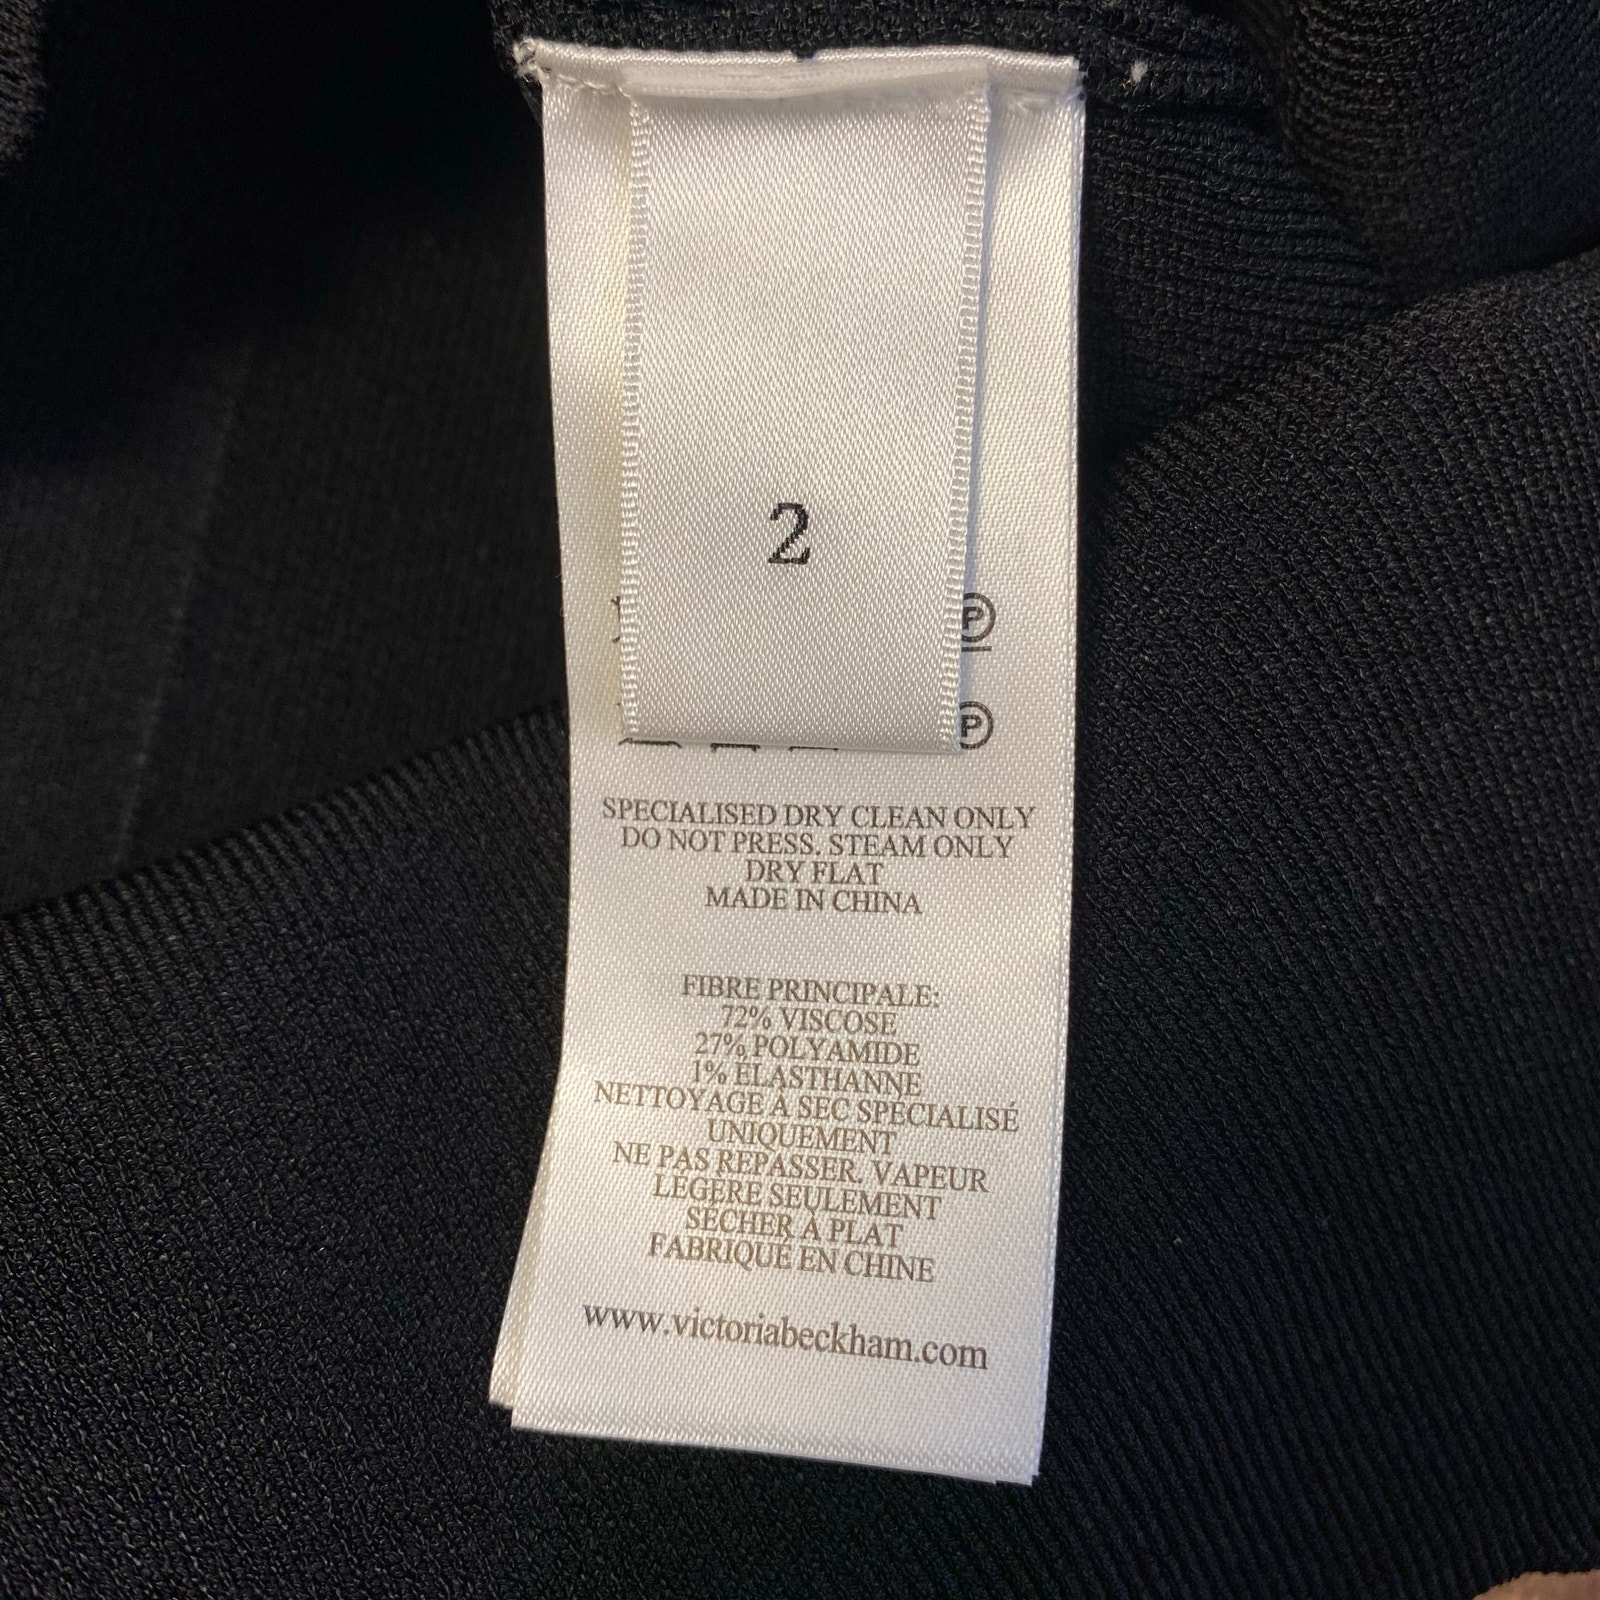 2
P
P
SPECIALISED DRY CLEAN ONLY
DO NOT PRESS. STEAM ONLY
DRY FLAT
MADE IN CHINA
FIBRE PRINCIPALE:
72% VISCOSE
27% POLYAMIDE
1% ELASTHANNE
NETTOYAGE À SEC SPECIALISÉ
UNIQUEMENT
NE PAS REPASSER. VAPEUR
LÉGÈRE SEULEMENT
SÉCHER À PLAT
FABRIQUÉ EN CHINE
www.victoriabeckham.com